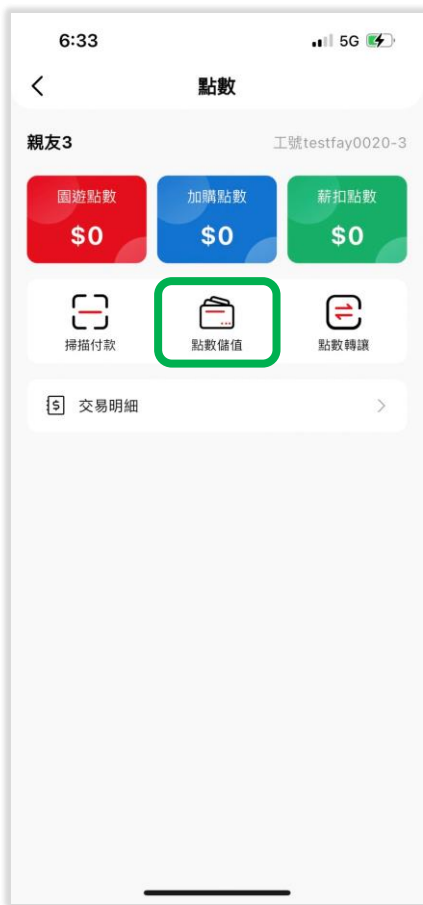 6:33 5G
點數
親友3 工號testfay0020-3
園遊點數 加購點數 薪扣點數
$0 $0 $0
掃描付款 點數儲值 點數轉讓
交易明細